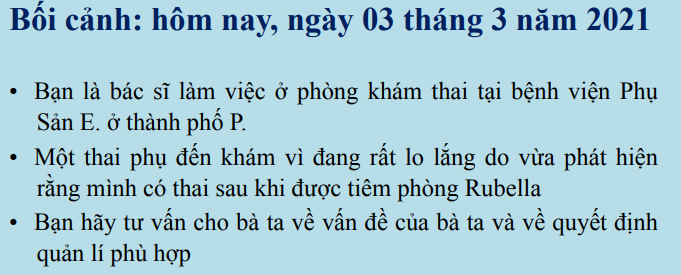 Bối cảnh: hôm nay, ngày 03 tháng 3 năm 2021
• Bạn là bác sĩ làm việc ở phòng khám thai tại bệnh viện Phụ
Sản E. ở thành phố P.
• Một thai phụ đến khám vì đang rất lo lắng do vừa phát hiện
rằng mình có thai sau khi được tiêm phòng Rubella
• Bạn hãy tư vấn cho bà ta về vấn đề của bà ta và về quyết định
quản lí phù hợp